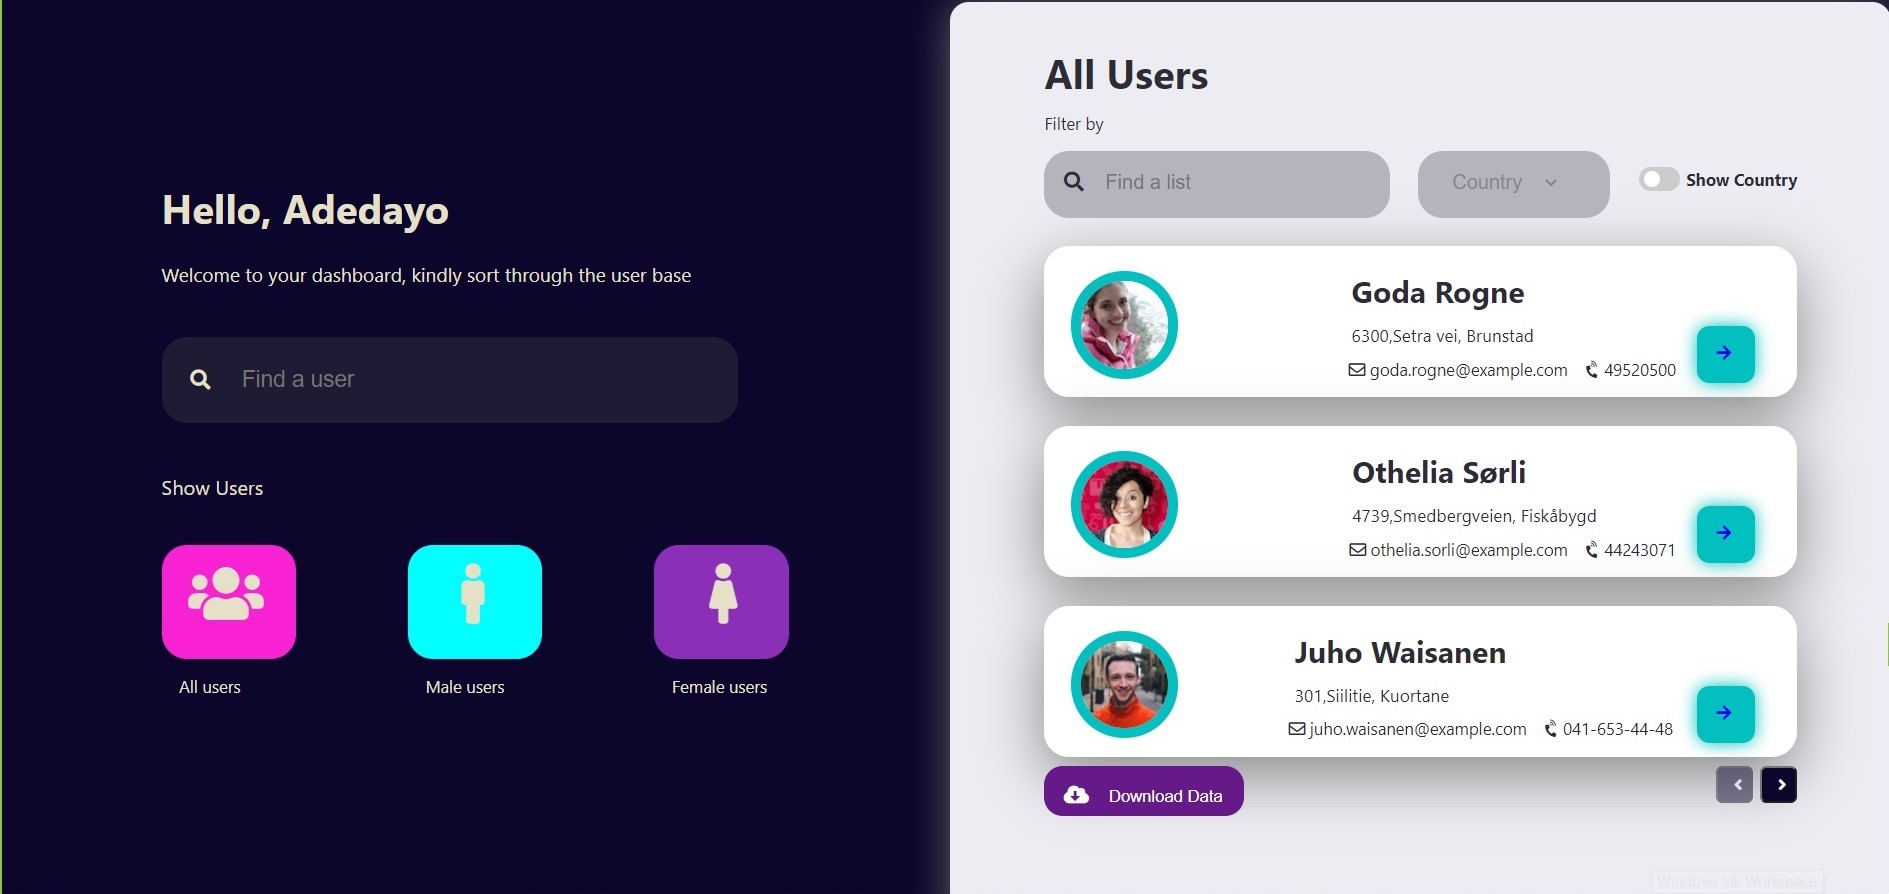 Hello, Adedayo
Welcome to your dashboard, kindly sort through the user base
Find a user
Show Users
All users
Male users
Female users
All Users
Filter by
Find a list
Country
Show Country
Goda Rogne
6300,Setra vei, Brunstad
goda.rogne@example.com 49520500
Othelia Sørli
4739,Smedbergveien, Fiskåbygd
othelia.sorli@example.com 44243071
Juho Waisanen
301,Siilitie, Kuortane
juho.waisanen@example.com 041-653-44-48
Download Data
Windows Ink Workspace